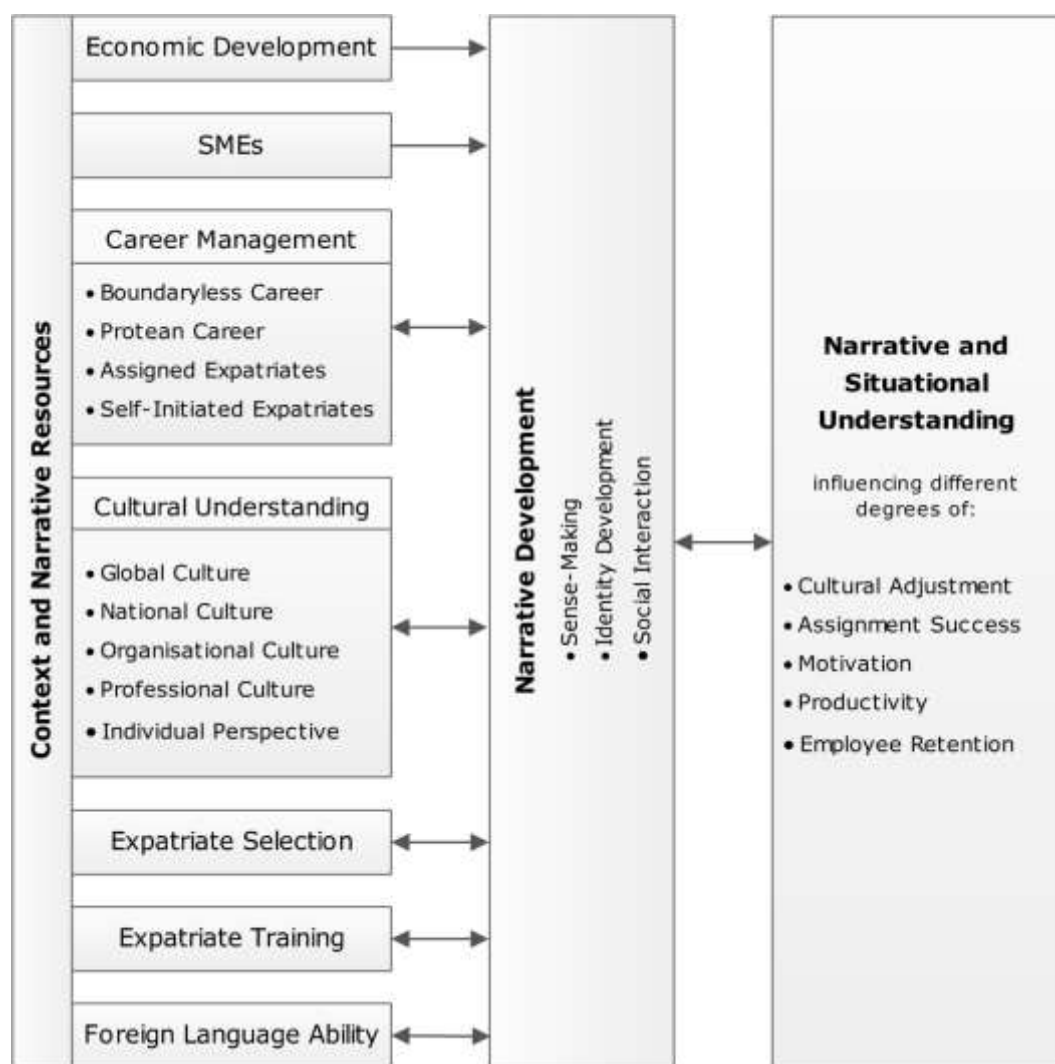 Context and Narrative Resources
Economic Development
SMEs
Career Management
• Boundaryless Career
• Protean Career
• Assigned Expatriates
• Self-Initiated Expatriates
Cultural Understanding
• Global Culture
• National Culture
• Organisational Culture
• Professional Culture
• Individual Perspective
Expatriate Selection
Expatriate Training
Foreign Language Ability
Narrative Development
• Sense-Making
• Identity Development
• Social Interaction
Narrative and
Situational
Understanding
influencing different
degrees of:
• Cultural Adjustment
• Assignment Success
• Motivation
• Productivity
• Employee Retention